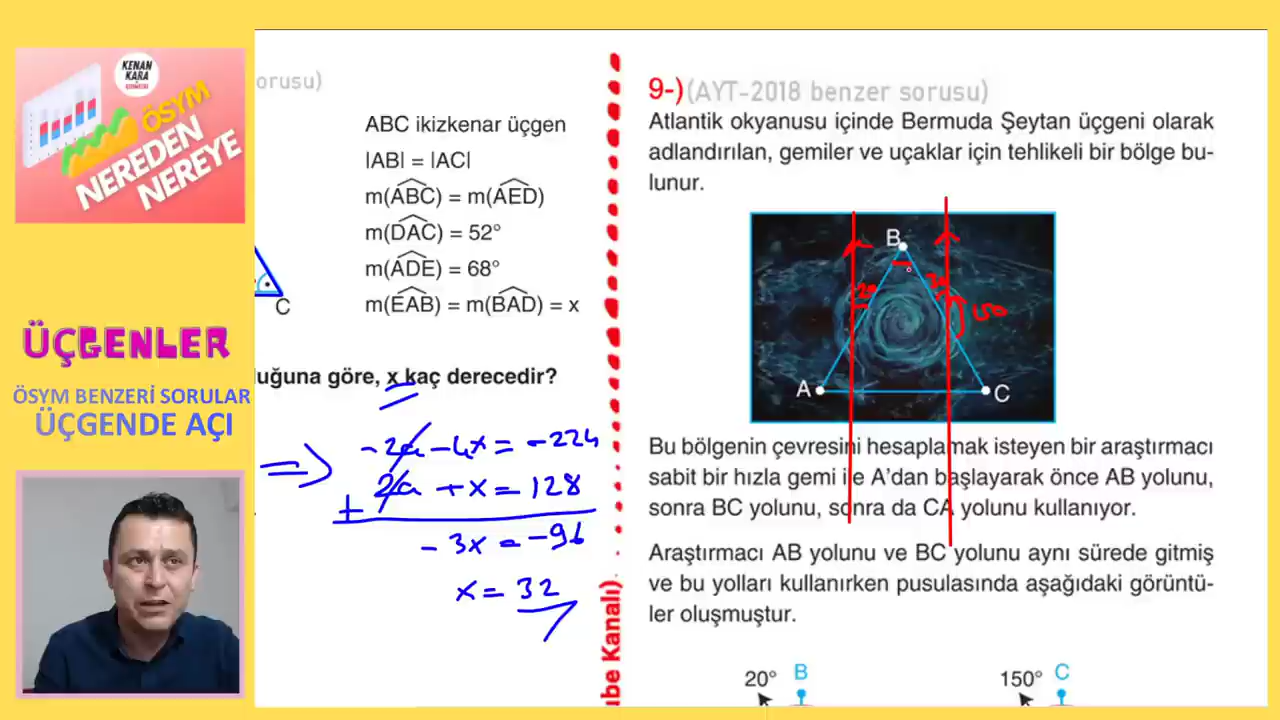 KENAN
KARA
ÖSYM
NEREDEN
NEREYE
ÜÇGENLER
ÖSYM BENZERİ SORULAR
ÜÇGENDE AÇI
orusu)
ABC ikizkenar üçgen
|AB| = |AC|
m(ABC) = m(AED)
m(DAC) = 52°
m(ADE) = 68°
m(EAB) = m(BAD) = x
C
luğuna göre, x kaç derecedir?
-2a - 4x = -224
2a + x = 128
+
-3x = -96
x = 32
ube Kanalı)
9-) (AYT-2018 benzer sorusu)
Atlantik okyanusu içinde Bermuda Şeytan üçgeni olarak
adlandırılan, gemiler ve uçaklar için tehlikeli bir bölge bu-
lunur.
B
20
30
150
A
C
Bu bölgenin çevresini hesaplamak isteyen bir araştırmacı
sabit bir hızla gemi ile A'dan başlayarak önce AB yolunu,
sonra BC yolunu, sonra da CA yolunu kullanıyor.
Araştırmacı AB yolunu ve BC yolunu aynı sürede gitmiş
ve bu yolları kullanırken pusulasında aşağıdaki görüntü-
ler oluşmuştur.
20° B
150° C